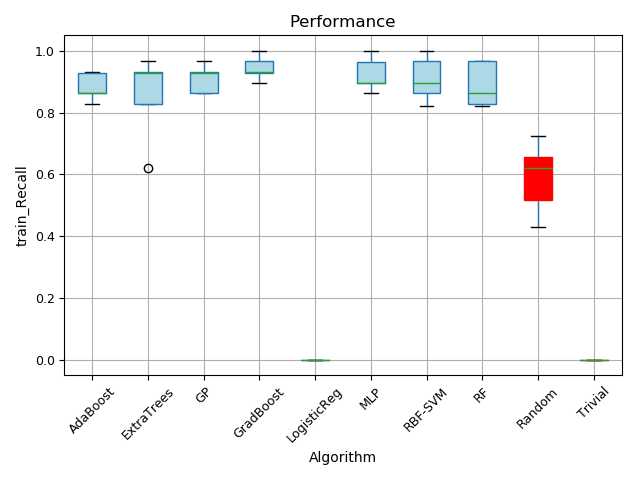 Performance
train_Recall
1.0
0.8
0.6
0.4
0.2
0.0
AdaBoost
ExtraTrees
GP
GradBoost
LogisticReg
MLP
RBF-SVM
RF
Random
Trivial
Algorithm